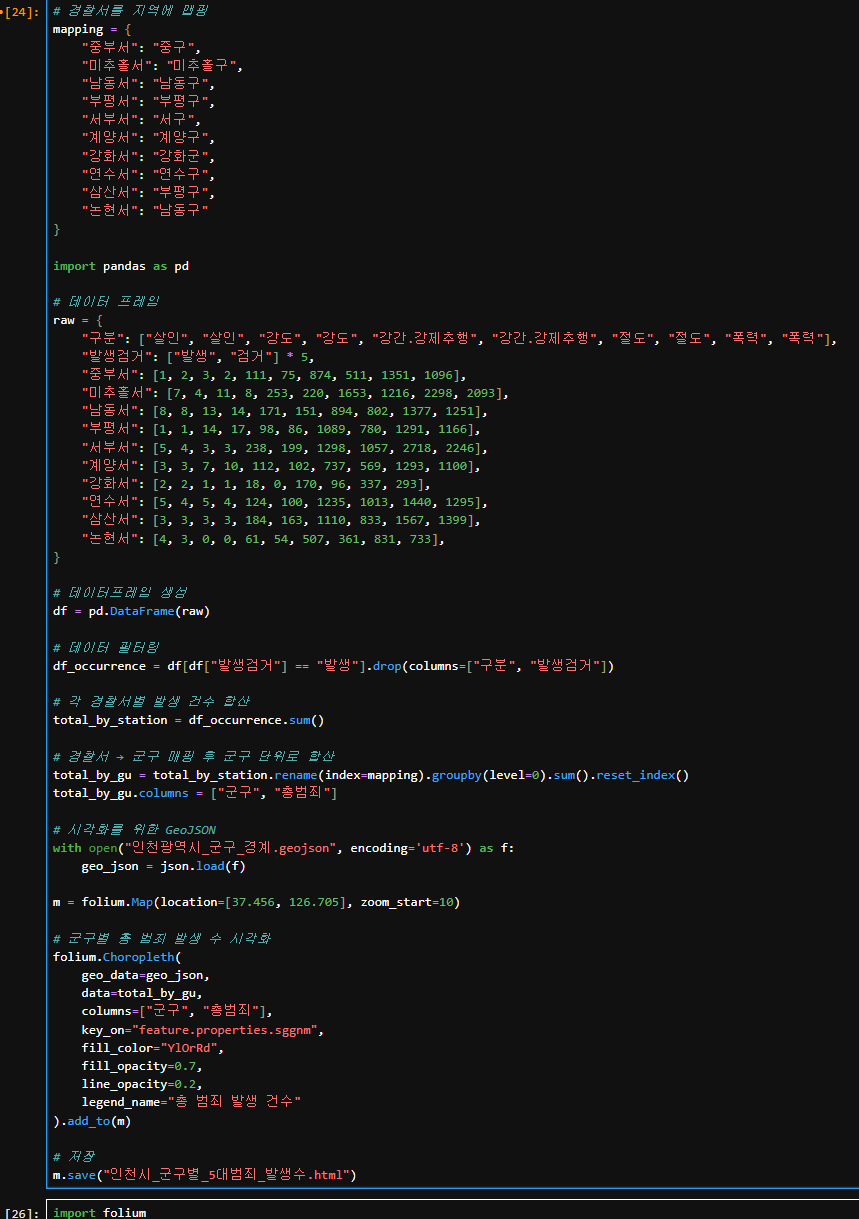 [24]:
# 경찰서를 지역에 맵핑
mapping = {
    "중부서": "중구",
    "미추홀서": "미추홀구",
    "남동서": "남동구",
    "부평서": "부평구",
    "서부서": "서구",
    "계양서": "계양구",
    "강화서": "강화군",
    "연수서": "연수구",
    "삼산서": "부평구",
    "논현서": "남동구"
}

import pandas as pd

# 데이터 프레임
raw = {
    "구분": ["살인", "살인", "강도", "강도", "강간.강제추행", "강간.강제추행", "절도", "절도", "폭력", "폭력"],
    "발생검거": ["발생", "검거"] * 5,
    "중부서": [1, 2, 3, 2, 111, 75, 874, 511, 1351, 1096],
    "미추홀서": [7, 4, 11, 8, 253, 220, 1653, 1216, 2298, 2093],
    "남동서": [8, 8, 13, 14, 171, 151, 894, 802, 1377, 1251],
    "부평서": [1, 1, 14, 17, 98, 86, 1089, 780, 1291, 1166],
    "서부서": [5, 4, 3, 3, 238, 199, 1298, 1057, 2718, 2246],
    "계양서": [3, 3, 7, 10, 112, 102, 737, 569, 1293, 1100],
    "강화서": [2, 2, 1, 1, 18, 0, 170, 96, 337, 293],
    "연수서": [5, 4, 5, 4, 124, 100, 1235, 1013, 1440, 1295],
    "삼산서": [3, 3, 3, 3, 184, 163, 1110, 833, 1567, 1399],
    "논현서": [4, 3, 0, 0, 61, 54, 507, 361, 831, 733],
}

# 데이터프레임 생성
df = pd.DataFrame(raw)

# 데이터 필터링
df_occurrence = df[df["발생검거"] == "발생"].drop(columns=["구분", "발생검거"])

# 각 경찰서별 발생 건수 합산
total_by_station = df_occurrence.sum()

# 경찰서 → 군구 매핑 후 군구 단위로 합산
total_by_gu = total_by_station.rename(index=mapping).groupby(level=0).sum().reset_index()
total_by_gu.columns = ["군구", "총범죄"]

# 시각화를 위한 GeoJSON
with open("인천광역시_군구_경계.geojson", encoding='utf-8') as f:
    geo_json = json.load(f)

m = folium.Map(location=[37.456, 126.705], zoom_start=10)

# 군구별 총 범죄 발생 수 시각화
folium.Choropleth(
    geo_data=geo_json,
    data=total_by_gu,
    columns=["군구", "총범죄"],
    key_on="feature.properties.sggnm",
    fill_color="YlOrRd",
    fill_opacity=0.7,
    line_opacity=0.2,
    legend_name="총 범죄 발생 건수"
).add_to(m)

# 저장
m.save("인천시_군구별_5대범죄_발생수.html")
[26]:
import folium